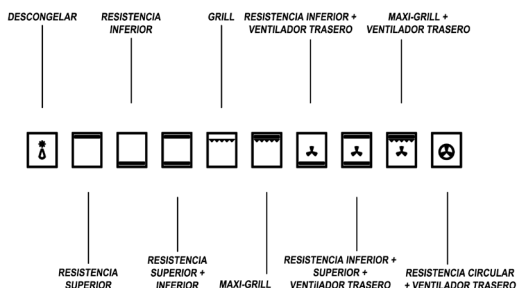 DESCONGELAR
RESISTENCIA
INFERIOR
GRILL
RESISTENCIA INFERIOR +
VENTILADOR TRASERO
MAXI-GRILL +
VENTILADOR TRASERO
RESISTENCIA
SUPERIOR
RESISTENCIA
SUPERIOR +
INFERIOR
MAXI-GRILL
RESISTENCIA INFERIOR +
SUPERIOR +
VENTilADOR TRASERO
RESISTENCIA CIRCULAR
+ VENTILADOR TRASERO